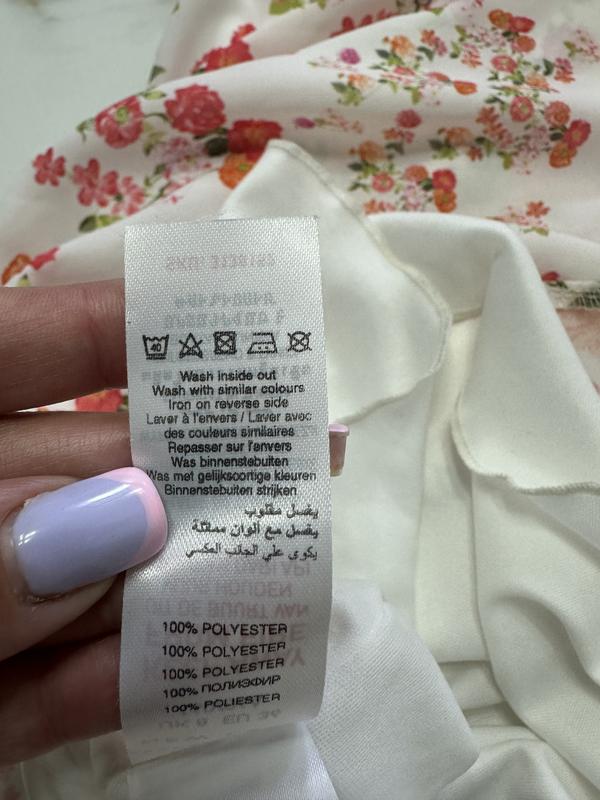 40
Wash inside out
Wash with similar colours
Iron on reverse side
Laver à l'envers / Laver avec
des couleurs similaires
Repasser sur l'envers
Was binnenstebuiten
Was met gelijksoortige kleuren
Binnenstebuiten strijken
يغسل مقلوب
يغسل مع ألوان مماثلة
يكوى علي الجانب العكسي
100% POLYESTER
100% POLYESTER
100% POLYESTER
100% ПОЛИЭФИР
100% POLIESTER